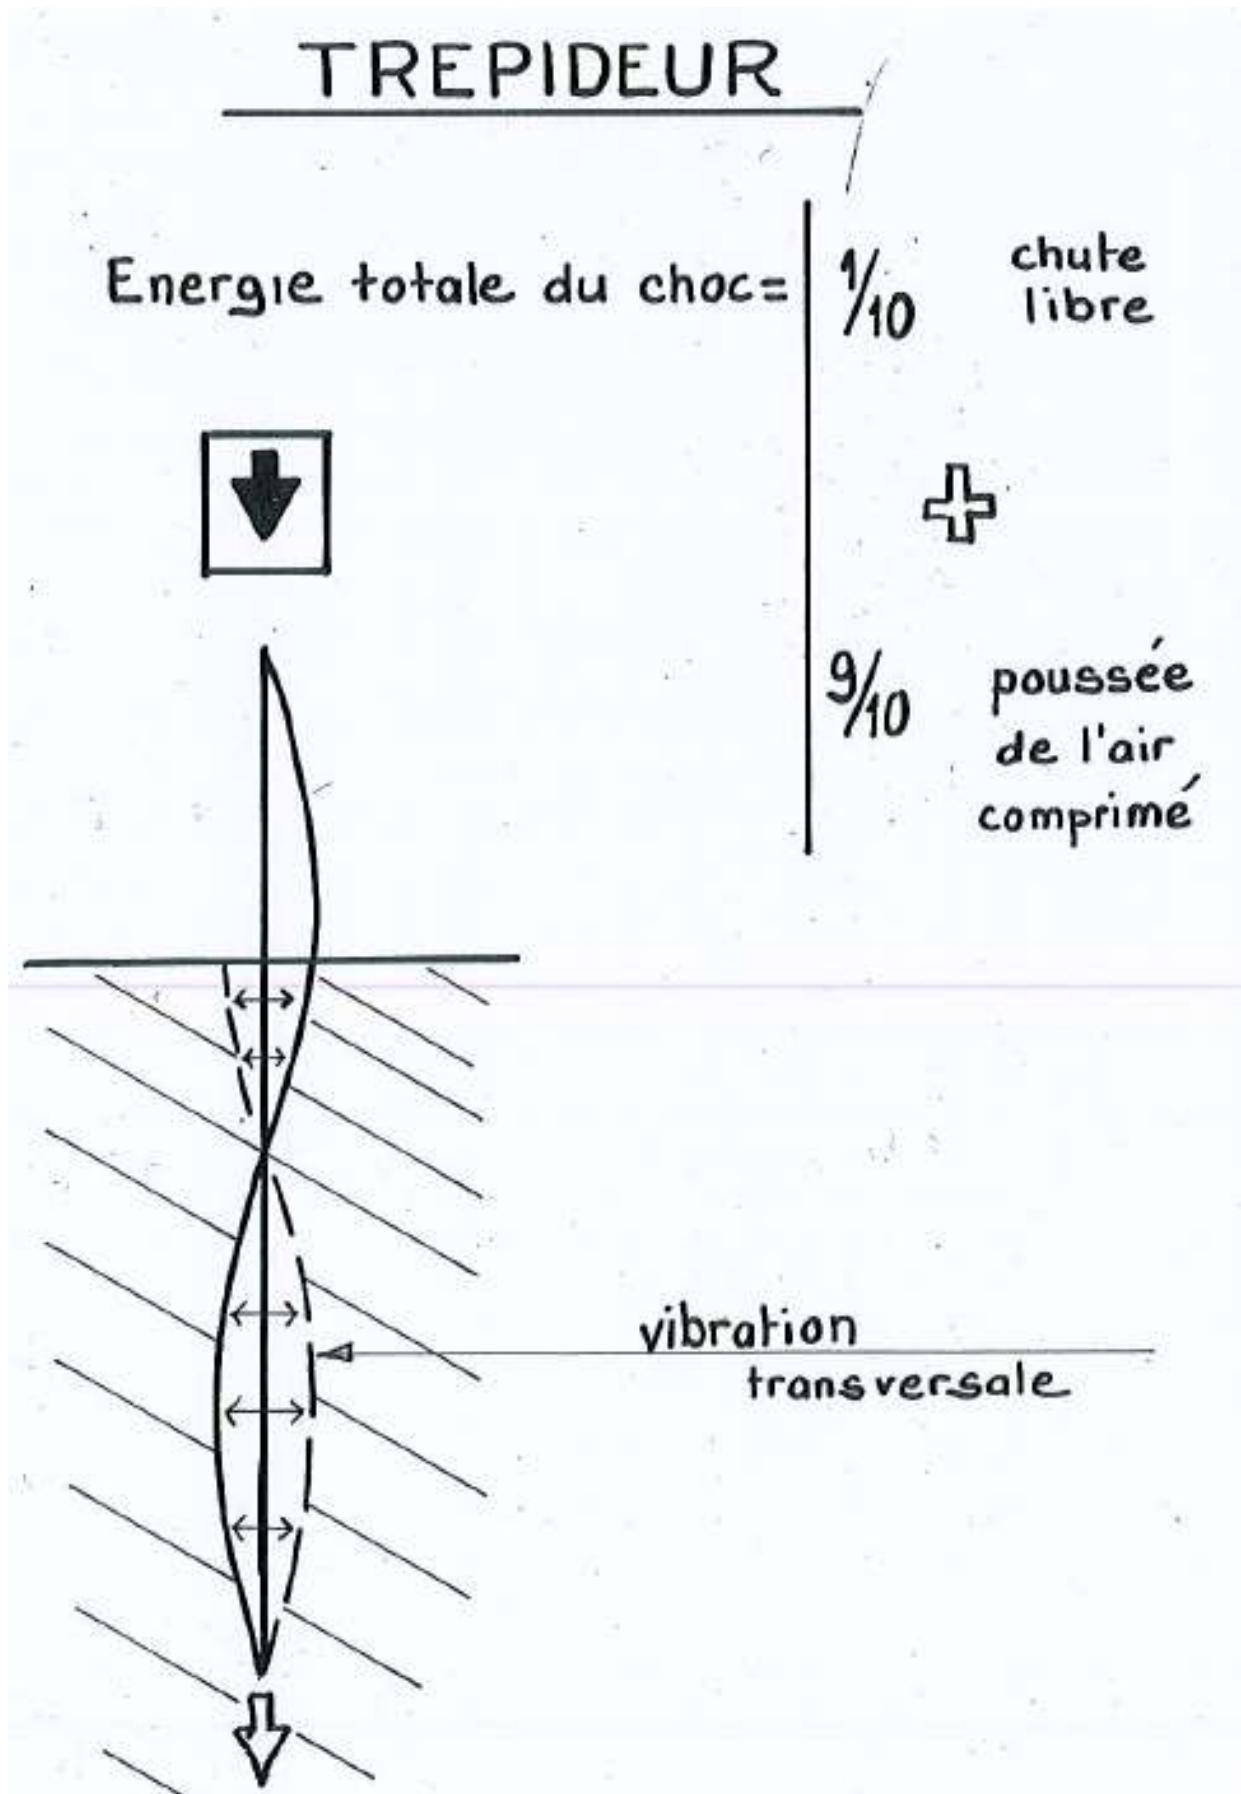 TREPIDEUR
Energie totale du choc=
1/10 chute
libre
9/10 poussée
de l'air
comprimé
vibration
transversale